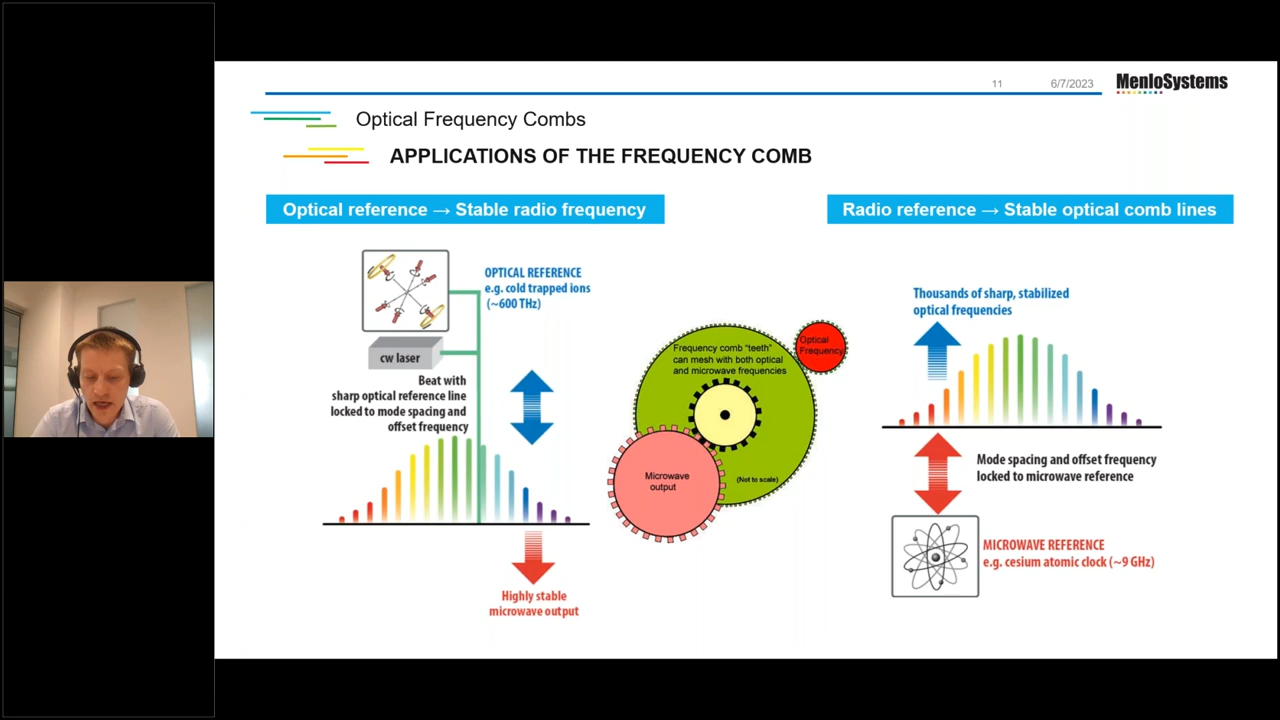 11
6/7/2023
MenloSystems
Optical Frequency Combs
APPLICATIONS OF THE FREQUENCY COMB
Optical reference → Stable radio frequency
Radio reference → Stable optical comb lines
OPTICAL REFERENCE
e.g. cold trapped ions
(~600 THz)
cw laser
Beat with
sharp optical reference line
locked to mode spacing and
offset frequency
Highly stable
microwave output
Frequency comb "teeth"
can mesh with both optical
and microwave frequencies
Optical
Frequency
Microwave
output
(Not to scale)
Thousands of sharp, stabilized
optical frequencies
Mode spacing and offset frequency
locked to microwave reference
MICROWAVE REFERENCE
e.g. cesium atomic clock (~9 GHz)